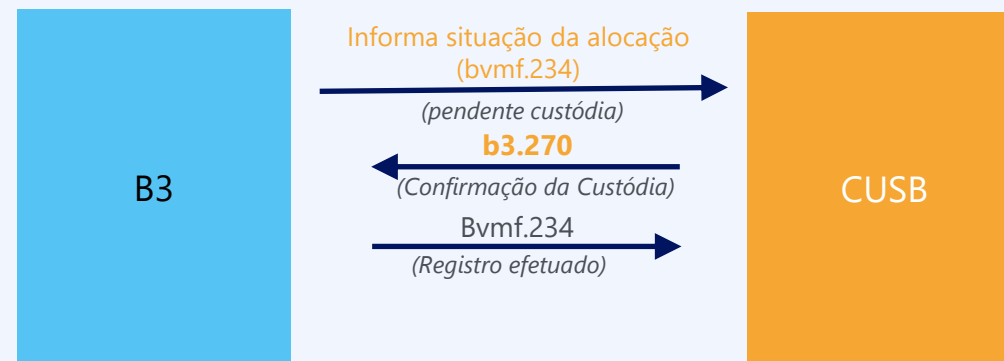 Informa situação da alocação
(bvmf.234)
(pendente custódia)
b3.270
(Confirmação da Custódia)
B3
CUSB
Bvmf.234
(Registro efetuado)